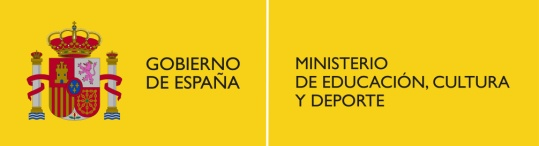 GOBIERNO
DE ESPAÑA
MINISTERIO
DE EDUCACIÓN, CULTURA
Y DEPORTE